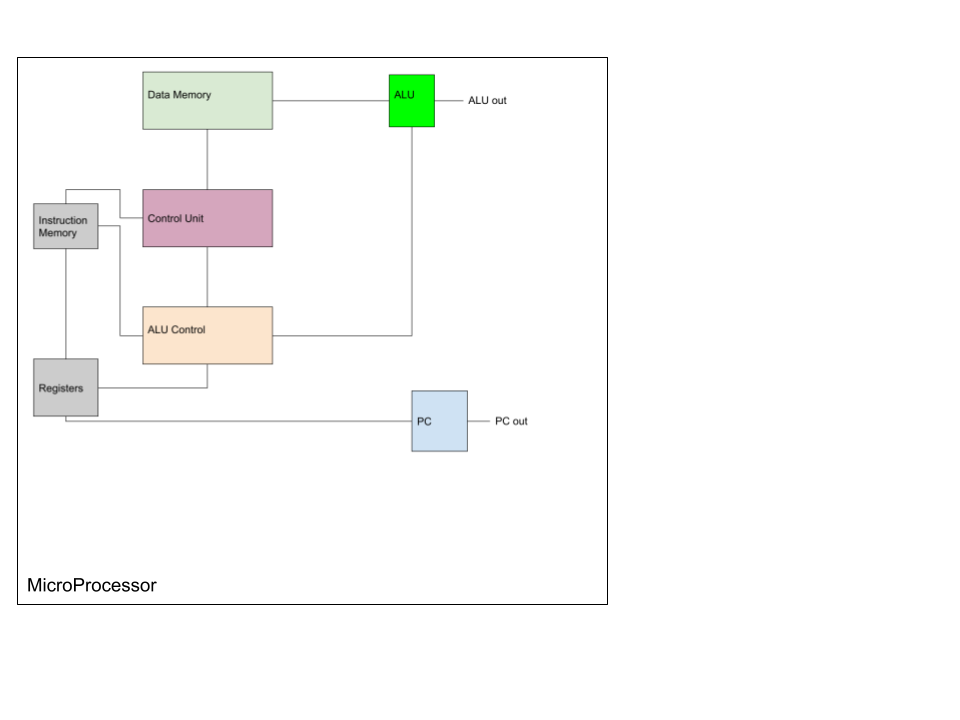 Data Memory
ALU
ALU out
Instruction
Memory
Control Unit
ALU Control
Registers
PC
PC out
MicroProcessor